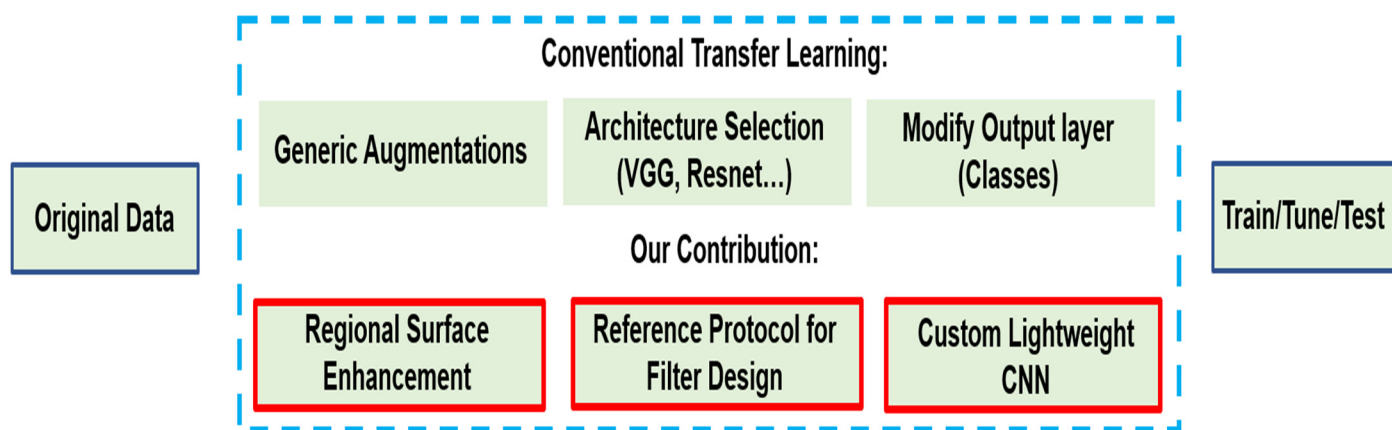 Conventional Transfer Learning:
Generic Augmentations
Architecture Selection
(VGG, Resnet...)
Modify Output layer
(Classes)
Original Data
Train/Tune/Test
Our Contribution:
Regional Surface
Enhancement
Reference Protocol for
Filter Design
Custom Lightweight
CNN